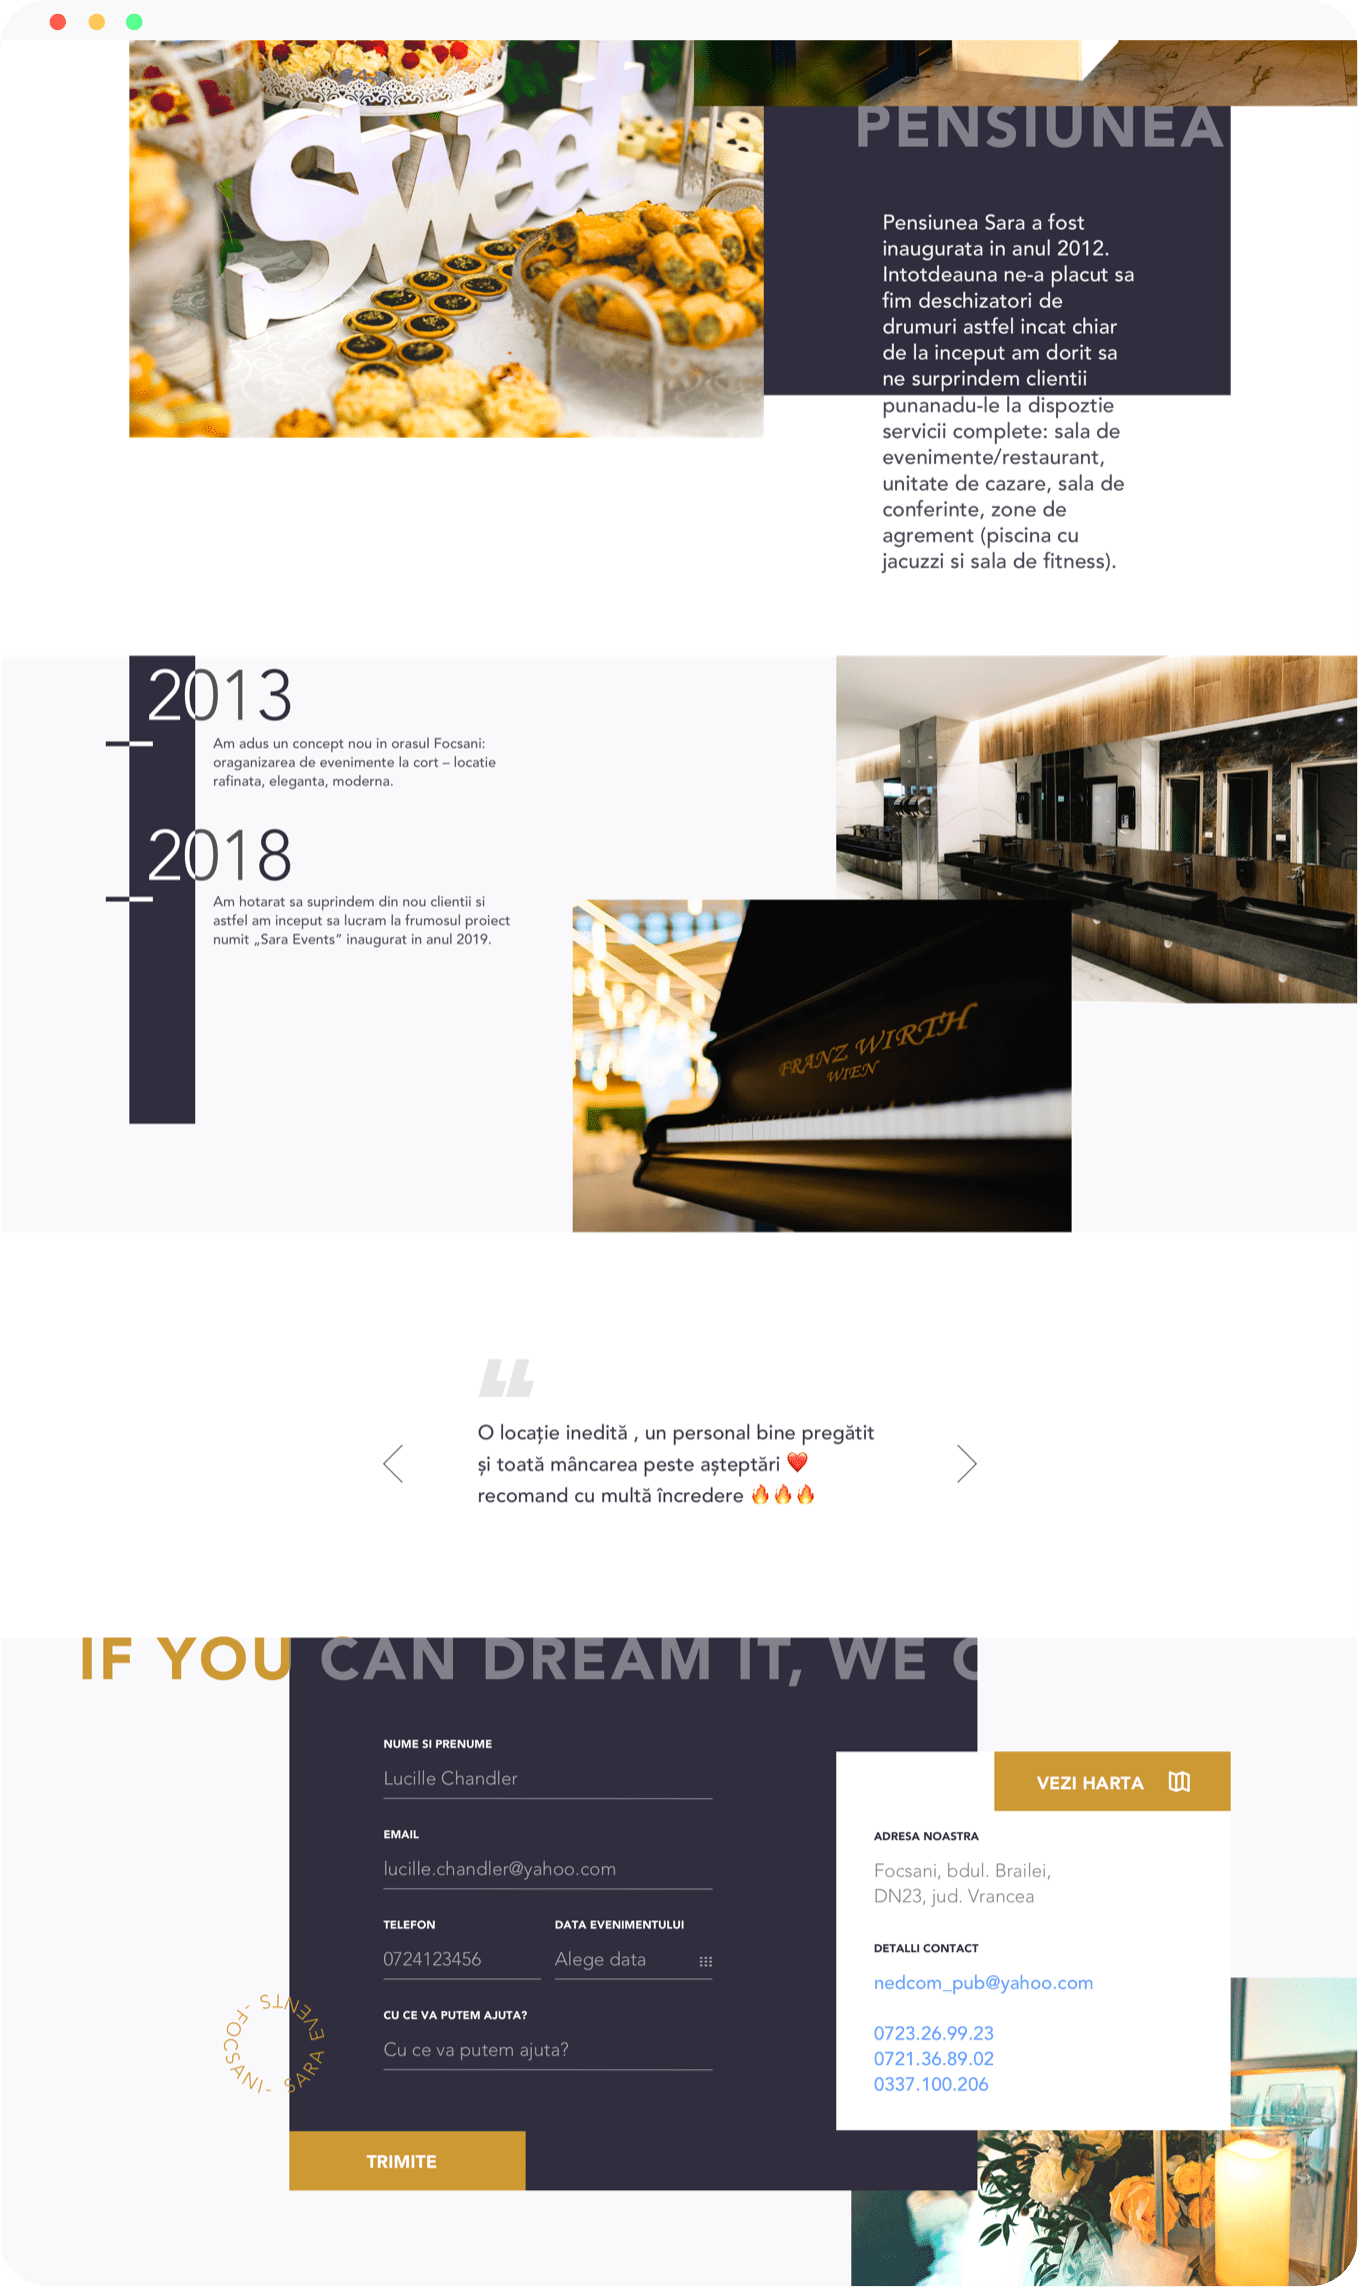 Sweet
PENSIUNEA
Pensiunea Sara a fost
inaugurata in anul 2012.
Intotdeauna ne-a placut sa
fim deschizatori de
drumuri astfel incat chiar
de la inceput am dorit sa
ne surprindem clientii
punanadu-le la dispoztie
servicii complete: sala de
evenimente/restaurant,
unitate de cazare, sala de
conferinte, zone de
agrement (piscina cu
jacuzzi si sala de fitness).
2013
Am adus un concept nou in orasul Focsani:
oraganizarea de evenimente la cort – locatie
rafinata, eleganta, moderna.
2018
Am hotarat sa suprindem din nou clientii si
astfel am inceput sa lucram la frumosul proiect
numit „Sara Events” inaugurat in anul 2019.
FRANZ WIRTH
WIEN
“
O locație inedită , un personal bine pregătit
și toată mâncarea peste așteptări ❤️
recomand cu multă încredere 🔥🔥🔥
IF YOU CAN DREAM IT, WE C
NUME SI PRENUME
Lucille Chandler
EMAIL
lucille.chandler@yahoo.com
TELEFON
0724123456
DATA EVENIMENTULUI
Alege data
CU CE VA PUTEM AJUTA?
Cu ce va putem ajuta?
TRIMITE
SARA EVENTS -FOCSANI-
VEZI HARTA
ADRESA NOASTRA
Focsani, bdul. Brailei,
DN23, jud. Vrancea
DETALLI CONTACT
nedcom_pub@yahoo.com
0723.26.99.23
0721.36.89.02
0337.100.206